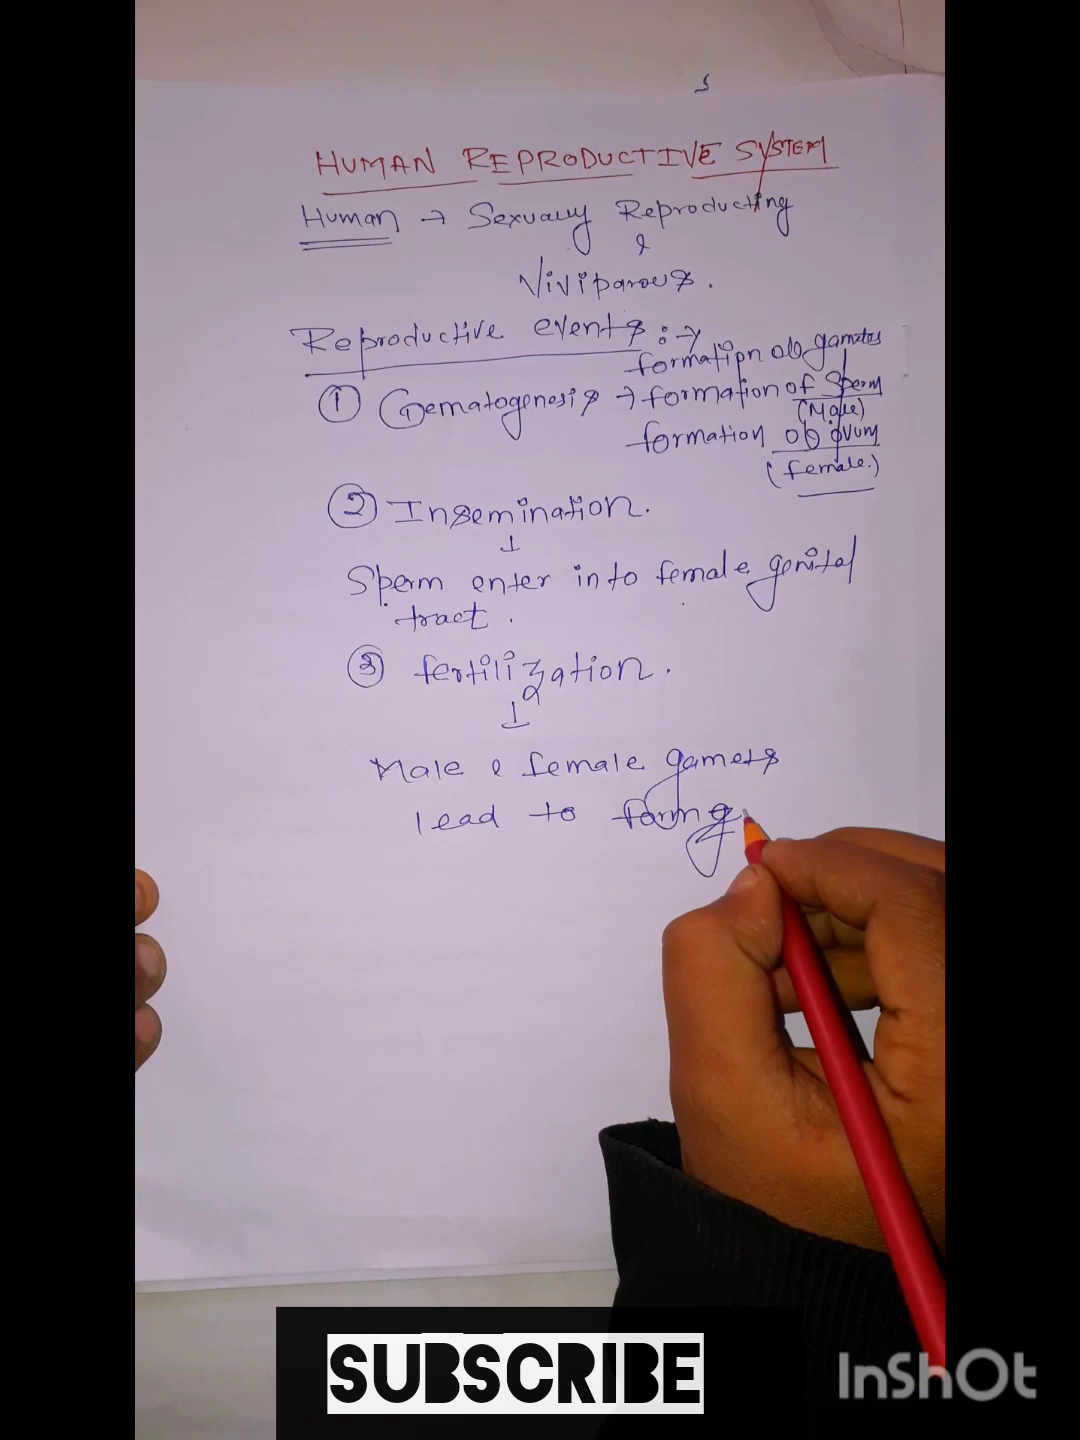 HUMAN REPRODUCTIVE SYSTEM
Human → Sexually Reproducting
&
Viviparous.
Reproductive events :→
formation of gametes
① Gematogenesis → formation of Sperm
(Male)
formation of ovum
(female.)
② Insemination.
↓
Sperm enter into female genital
tract.
③ fertilization.
↓
Male & female gamets
lead to form
SUBSCRIBE
InShOt